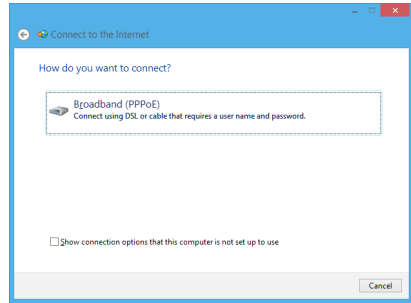 Connect to the Internet
How do you want to connect?
Broadband (PPPoE)
Connect using DSL or cable that requires a user name and password.
Show connection options that this computer is not set up to use
Cancel